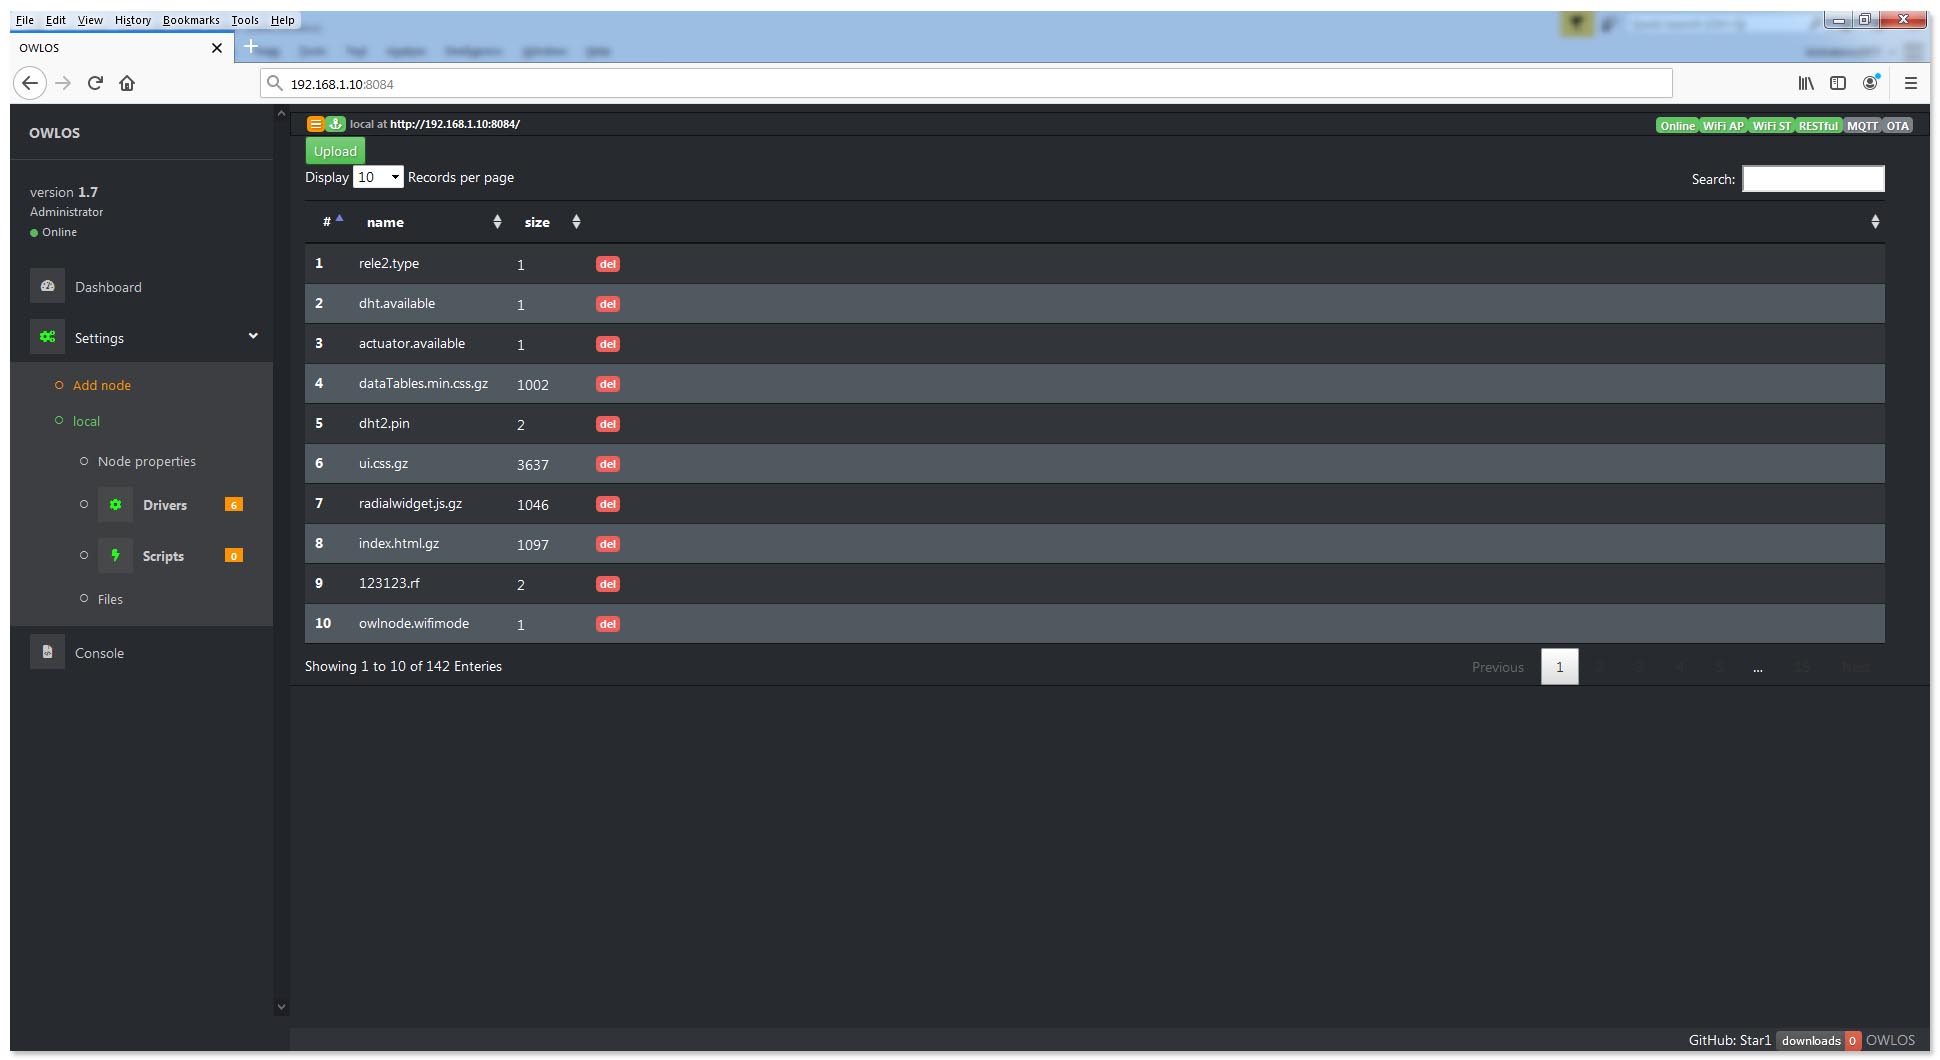 File Edit View History Bookmarks Tools Help
OWLOS
192.168.1.10:8084
OWLOS
version 1.7
Administrator
Online
Dashboard
Settings
Add node
local
Node properties
Drivers 6
Scripts 0
Files
Console
local at http://192.168.1.10:8084/
Online WiFi AP WiFi ST RESTful MQTT OTA
Upload
Display 10 Records per page
Search:
# name size
1 rele2.type 1 del
2 dht.available 1 del
3 actuator.available 1 del
4 dataTables.min.css.gz 1002 del
5 dht2.pin 2 del
6 ui.css.gz 3637 del
7 radialwidget.js.gz 1046 del
8 index.html.gz 1097 del
9 123123.rf 2 del
10 owlnode.wifimode 1 del
Showing 1 to 10 of 142 Enteries
Previous 1 2 3 4 5 ... 15 Next
GitHub: Star1 downloads 0 OWLOS